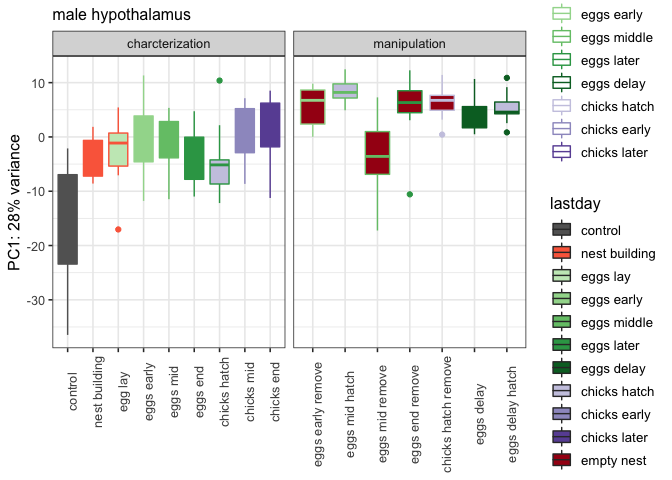 male hypothalamus
charcterization
manipulation
PC1: 28% variance
10
0
-10
-20
-30
control
nest building
egg lay
eggs early
eggs mid
eggs end
chicks hatch
chicks mid
chicks end
eggs early remove
eggs mid hatch
eggs mid remove
eggs end remove
chicks hatch remove
eggs delay
eggs delay hatch
eggs early
eggs middle
eggs later
eggs delay
chicks hatch
chicks early
chicks later
lastday
control
nest building
eggs lay
eggs early
eggs middle
eggs later
eggs delay
chicks hatch
chicks early
chicks later
empty nest